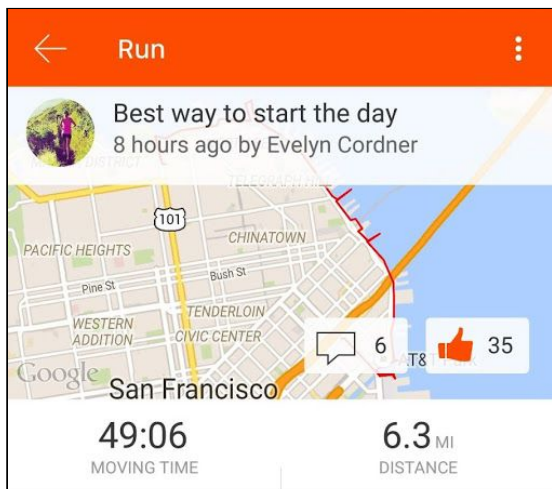 Run
Best way to start the day
8 hours ago by Evelyn Cordner
DISTRICT
TELEGRAPH HILL
101
CHINATOWN
PACIFIC HEIGHTS
Bush St
Pine St
TENDERLOIN
WESTERN
ADDITION
CIVIC CENTER
6
35
AT&T Park
Google
San Francisco
49:06
6.3 MI
MOVING TIME
DISTANCE